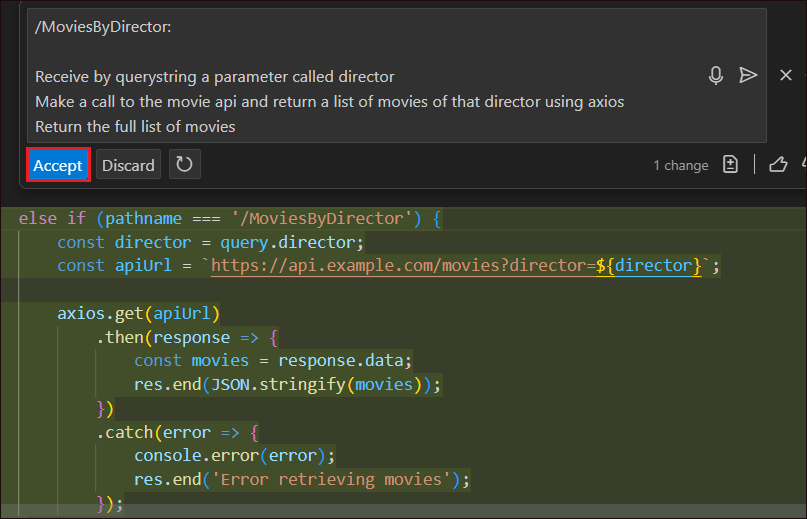 /MoviesByDirector:
Receive by querystring a parameter called director
Make a call to the movie api and return a list of movies of that director using axios
Return the full list of movies
Accept Discard 1 change
else if (pathname === '/MoviesByDirector') {
const director = query.director;
const apiUrl = `https://api.example.com/movies?director=${director}`;
axios.get(apiUrl)
.then(response => {
const movies = response.data;
res.end(JSON.stringify(movies));
})
.catch(error => {
console.error(error);
res.end('Error retrieving movies');
});